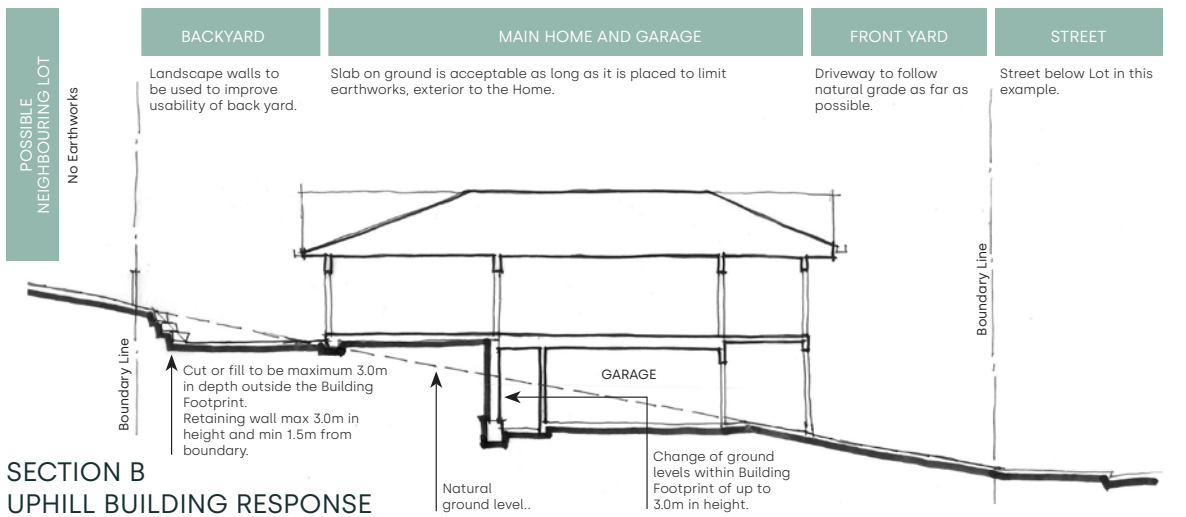 POSSIBLE
NEIGHBOURING LOT
No Earthworks
BACKYARD
Landscape walls to
be used to improve
usability of back yard.
MAIN HOME AND GARAGE
Slab on ground is acceptable as long as it is placed to limit
earthworks, exterior to the Home.
FRONT YARD
Driveway to follow
natural grade as far as
possible.
STREET
Street below Lot in this
example.
Boundary Line
Boundary Line
GARAGE
Cut or fill to be maximum 3.0m
in depth outside the Building
Footprint.
Retaining wall max 3.0m in
height and min 1.5m from
boundary.
Natural
ground level..
Change of ground
levels within Building
Footprint of up to
3.0m in height.
SECTION B
UPHILL BUILDING RESPONSE